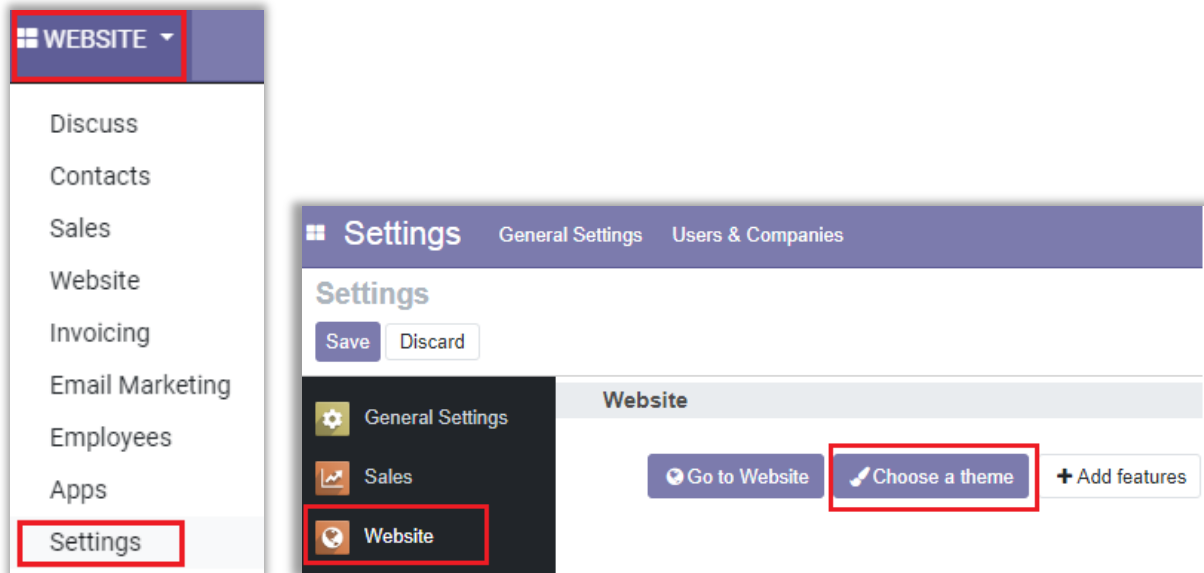 WEBSITE
Discuss
Contacts
Sales
Website
Invoicing
Email Marketing
Employees
Apps
Settings
Settings General Settings Users & Companies
Settings
Save Discard
General Settings
Sales
Website
Website
Go to Website Choose a theme + Add features